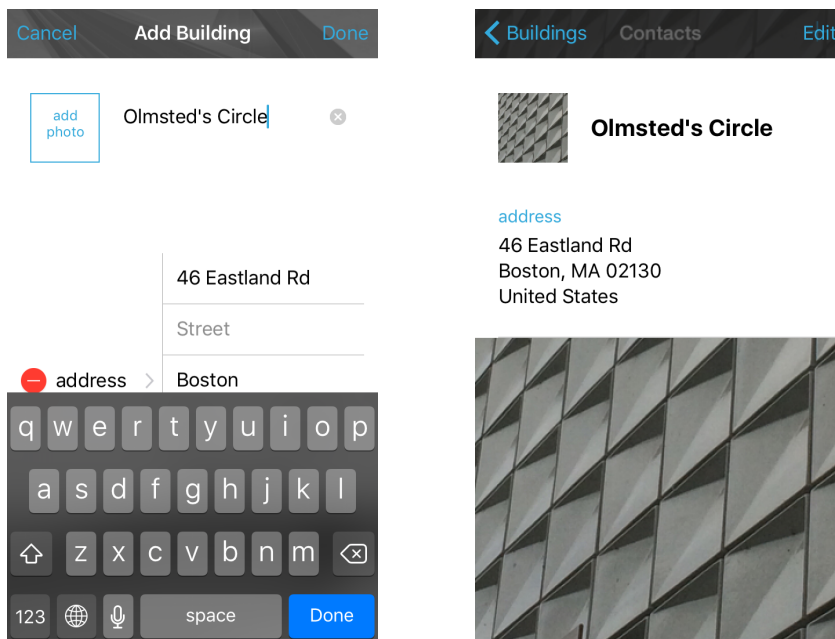 Cancel Add Building Done
add
photo
Olmsted's Circle
46 Eastland Rd
Street
address
Boston
q w e r t y u i o p
a s d f g h j k l
z x c v b n m
123 space Done
Buildings Contacts Edit
Olmsted's Circle
address
46 Eastland Rd
Boston, MA 02130
United States